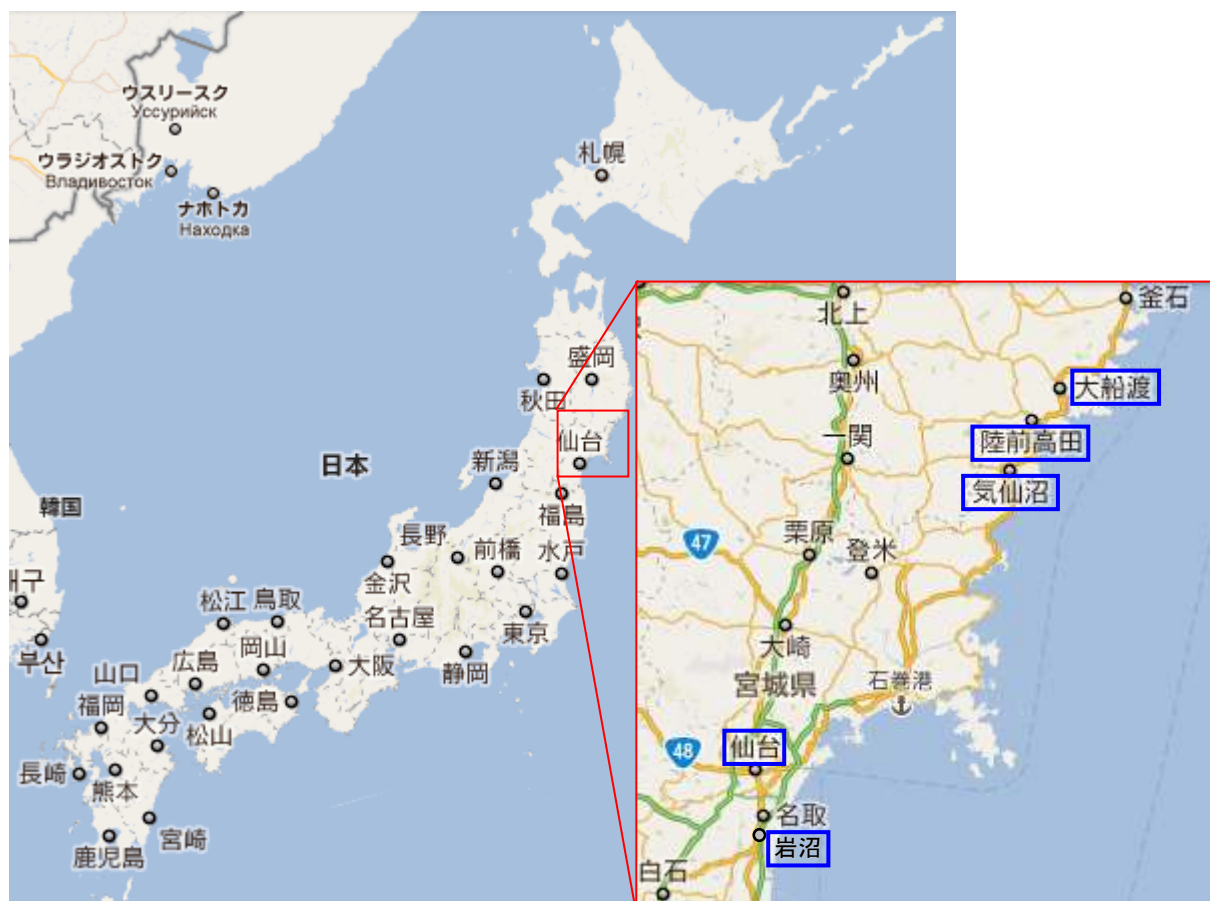 ウスリースク
Уссурийск
ウラジオストク
Владивосток
ナホトカ
Находка
札幌
盛岡
秋田
仙台
日本
新潟
韓国
福島
長野
前橋
水戸
金沢
대구
松江
鳥取
名古屋
東京
부산
岡山
大阪
静岡
広島
山口
徳島
福岡
大分
松山
長崎
熊本
宮崎
鹿児島
釜石
北上
奥州
大船渡
一関
陸前高田
気仙沼
47
栗原
登米
大崎
宮城県
石巻港
48
仙台
名取
岩沼
白石